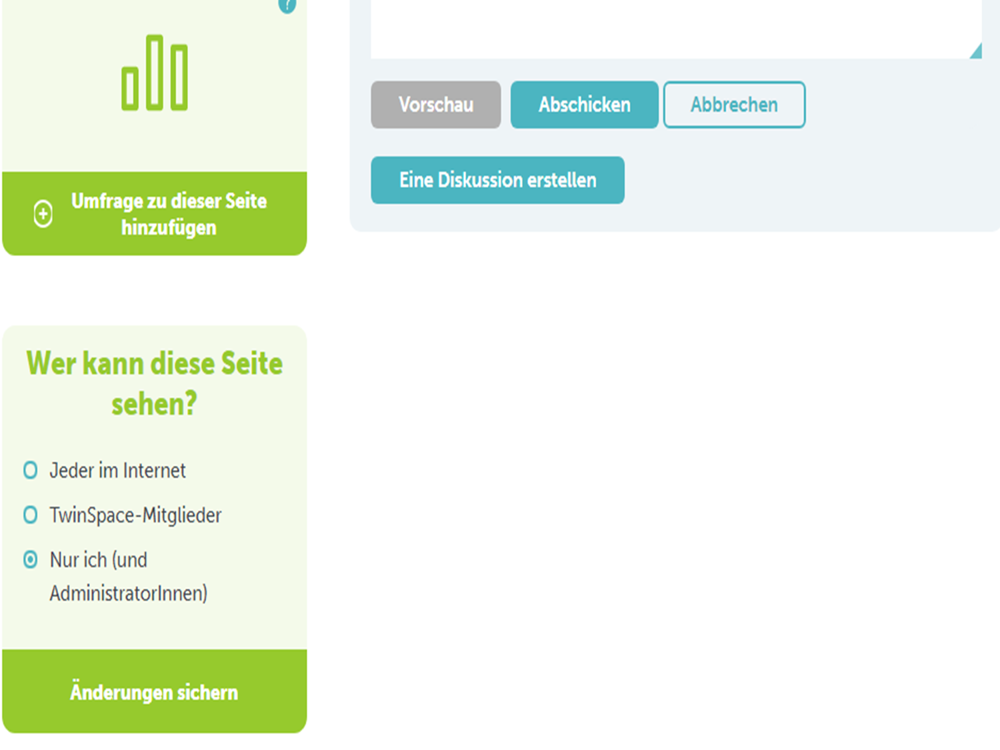 ?
Vorschau
Abschicken
Abbrechen
Eine Diskussion erstellen
Umfrage zu dieser Seite
hinzufügen
Wer kann diese Seite
sehen?
Jeder im Internet
TwinSpace-Mitglieder
Nur ich (und
AdministratorInnen)
Änderungen sichern